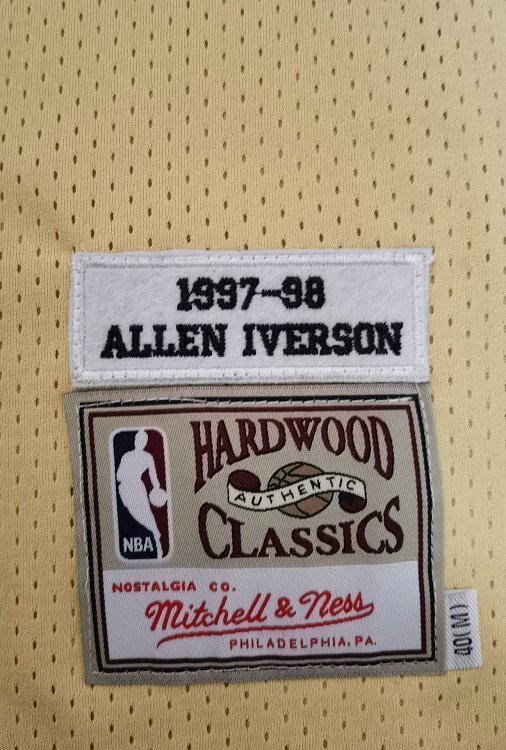 1997-98
ALLEN IVERSON
HARDWOOD
AUTHENTIC
CLASSICS
NBA
NOSTALGIA CO.
Mitchell & Ness
PHILADELPHIA, PA.
40(M)